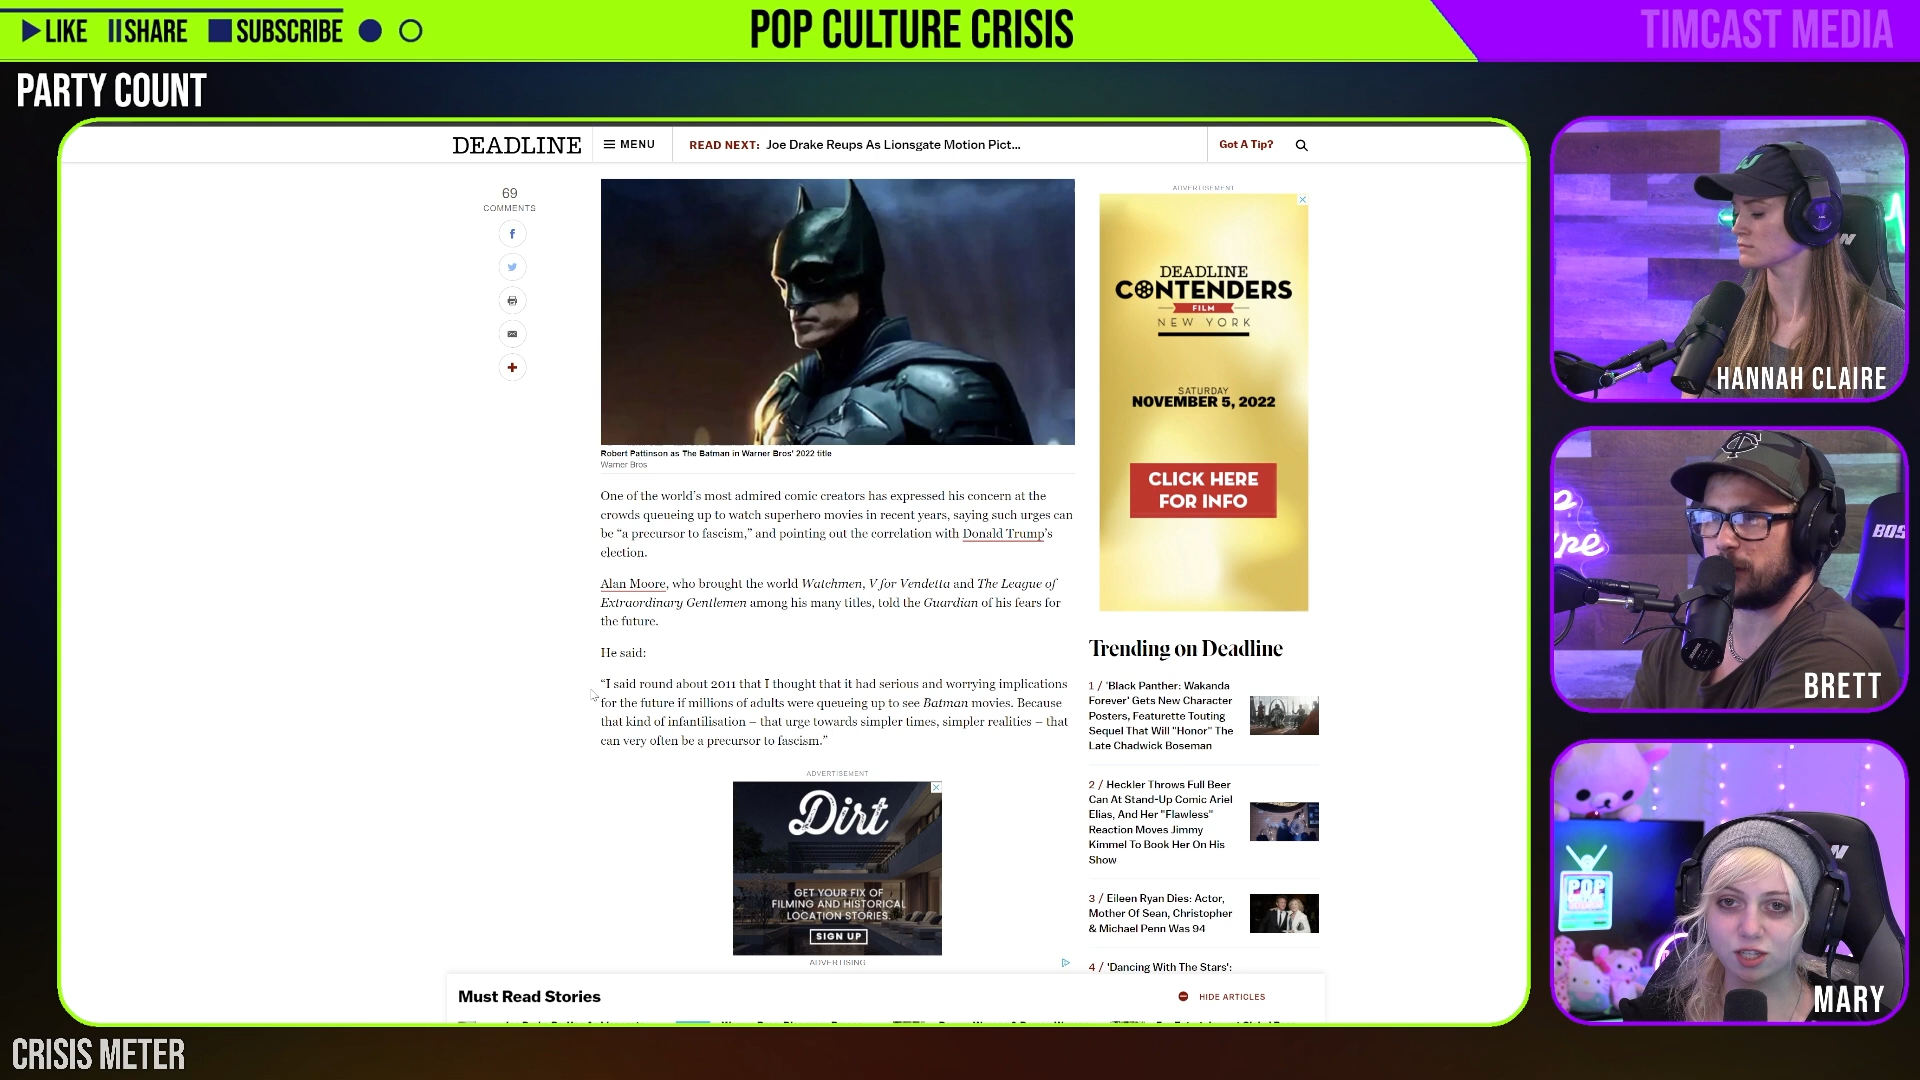 LIKE SHARE SUBSCRIBE
POP CULTURE CRISIS
TIMCAST MEDIA
PARTY COUNT
DEADLINE
MENU
READ NEXT: Joe Drake Reups As Lionsgate Motion Pict...
Got A Tip?
69
COMMENTS
Robert Pattinson as The Batman in Warner Bros' 2022 title
Warner Bros
One of the world's most admired comic creators has expressed his concern at the
crowds queueing up to watch superhero movies in recent years, saying such urges can
be “a precursor to fascism,” and pointing out the correlation with Donald Trump's
election.
Alan Moore, who brought the world Watchmen, V for Vendetta and The League of
Extraordinary Gentlemen among his many titles, told the Guardian of his fears for
the future.
He said:
“I said round about 2011 that I thought that it had serious and worrying implications
for the future if millions of adults were queueing up to see Batman movies. Because
that kind of infantilisation – that urge towards simpler times, simpler realities – that
can very often be a precursor to fascism.”
ADVERTISEMENT
Dirt
GET YOUR FIX OF
FILMING AND HISTORICAL
LOCATION STORIES.
SIGN UP
ADVERTISING
ADVERTISEMENT
DEADLINE
CONTENDERS
FILM
NEW YORK
SATURDAY
NOVEMBER 5, 2022
CLICK HERE
FOR INFO
Trending on Deadline
1 / 'Black Panther: Wakanda
Forever' Gets New Character
Posters, Featurette Touting
Sequel That Will "Honor" The
Late Chadwick Boseman
2 / Heckler Throws Full Beer
Can At Stand-Up Comic Ariel
Elias, And Her "Flawless"
Reaction Moves Jimmy
Kimmel To Book Her On His
Show
3 / Eileen Ryan Dies: Actor,
Mother Of Sean, Christopher
& Michael Penn Was 94
4 / 'Dancing With The Stars':
Must Read Stories
HIDE ARTICLES
HANNAH CLAIRE
BOS
BRETT
POP
MARY
CRISIS METER